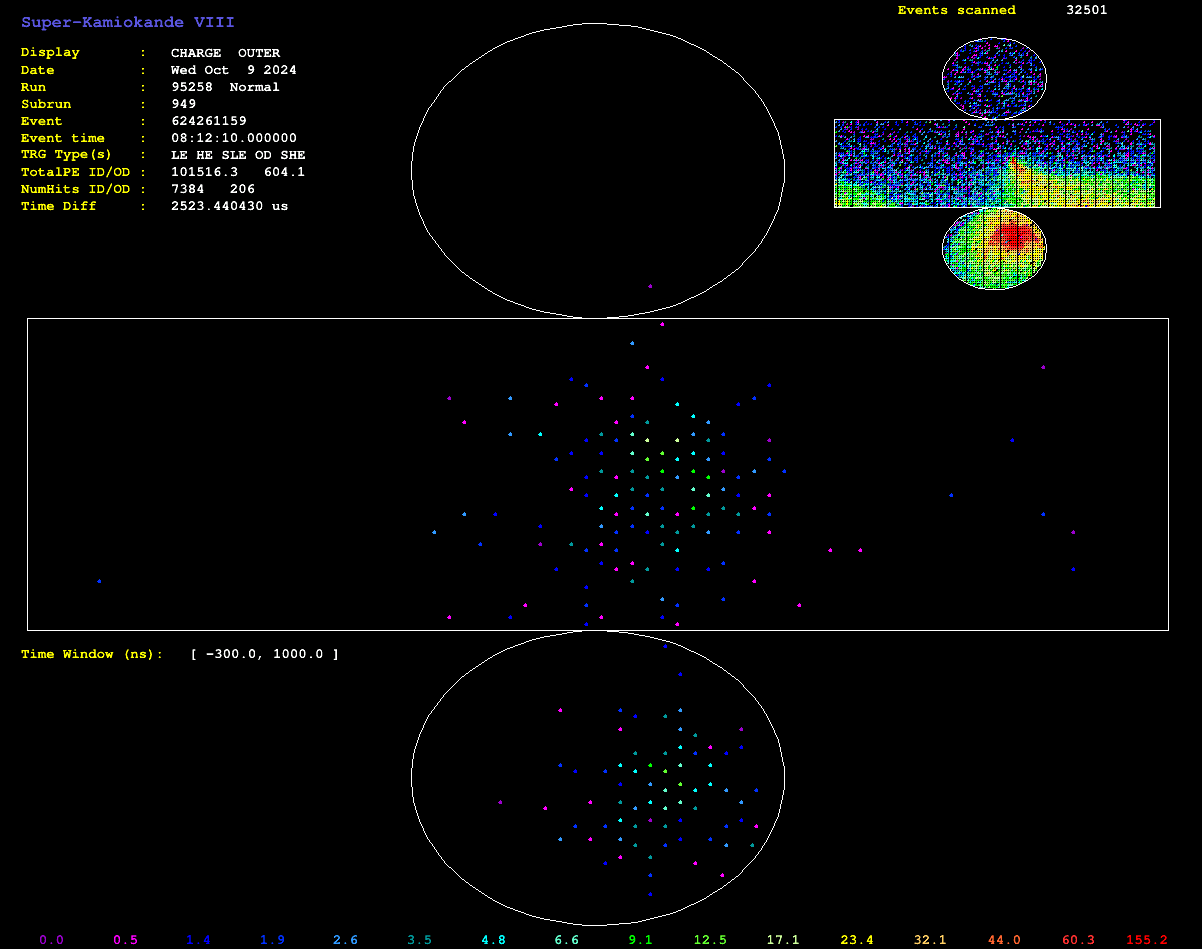 Super-Kamiokande VIII
Events scanned 32501
Display : CHARGE OUTER
Date : Wed Oct 9 2024
Run : 95258 Normal
Subrun : 949
Event : 624261159
Event time : 08:12:10.000000
TRG Type(s) : LE HE SLE OD SHE
TotalPE ID/OD : 101516.3 604.1
NumHits ID/OD : 7384 206
Time Diff : 2523.440430 us
Time Window (ns): [ -300.0, 1000.0 ]
0.0 0.5 1.4 1.9 2.6 3.5 4.8 6.6 9.1 12.5 17.1 23.4 32.1 44.0 60.3 155.2